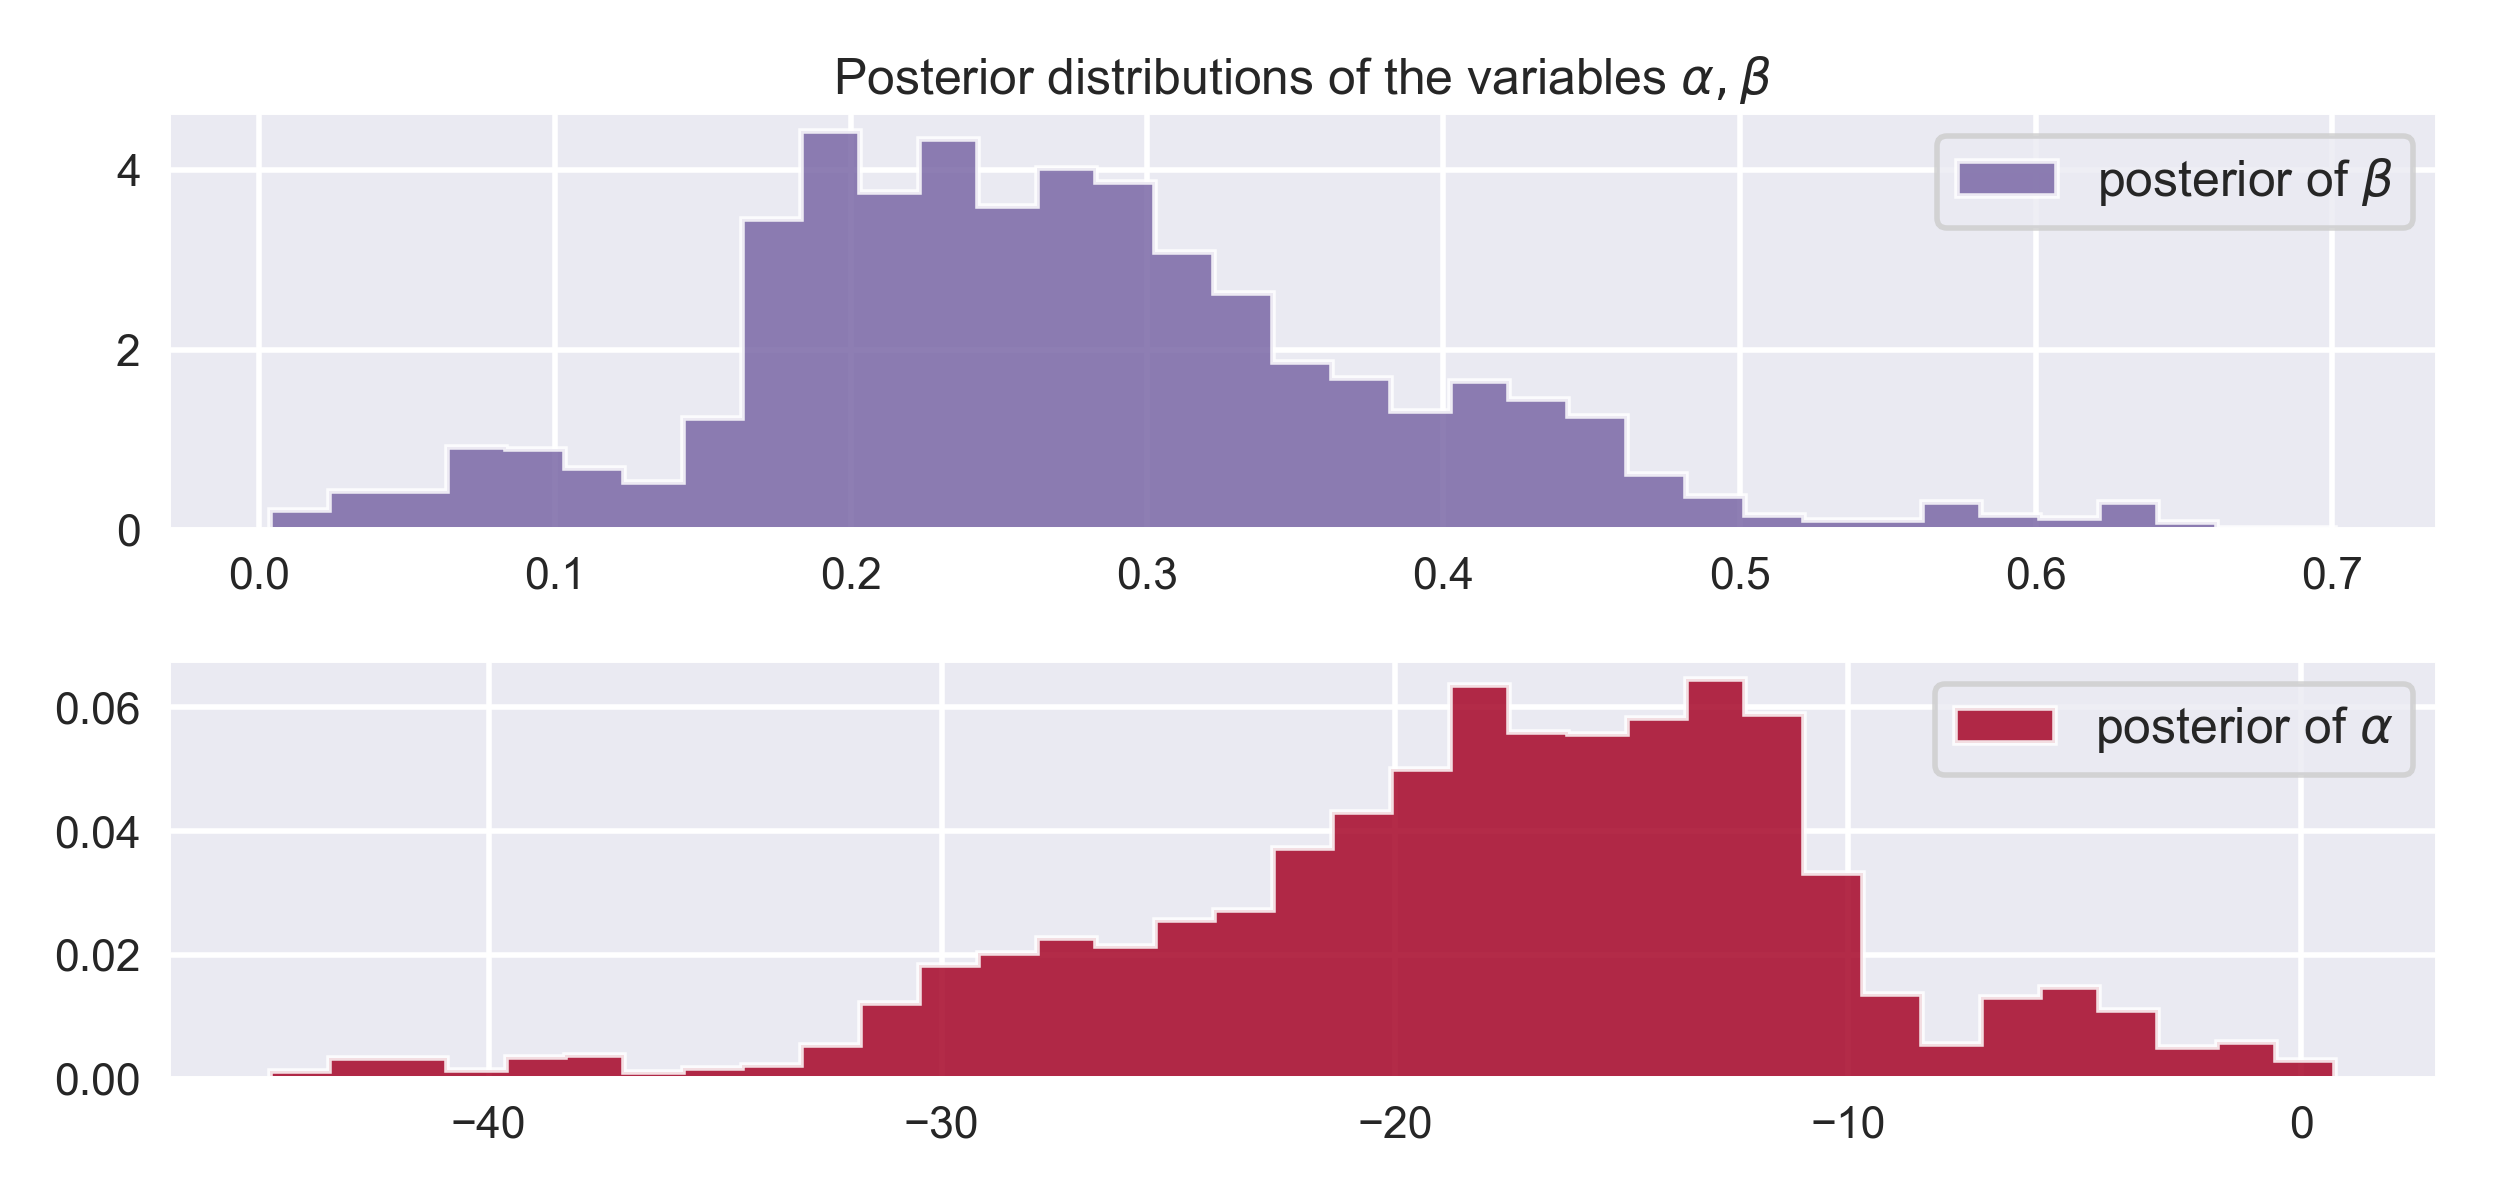 Posterior distributions of the variables α, β
4
2
0
posterior of β
0.0 0.1 0.2 0.3 0.4 0.5 0.6 0.7
0.06
0.04
0.02
0.00
posterior of α
−40 −30 −20 −10 0